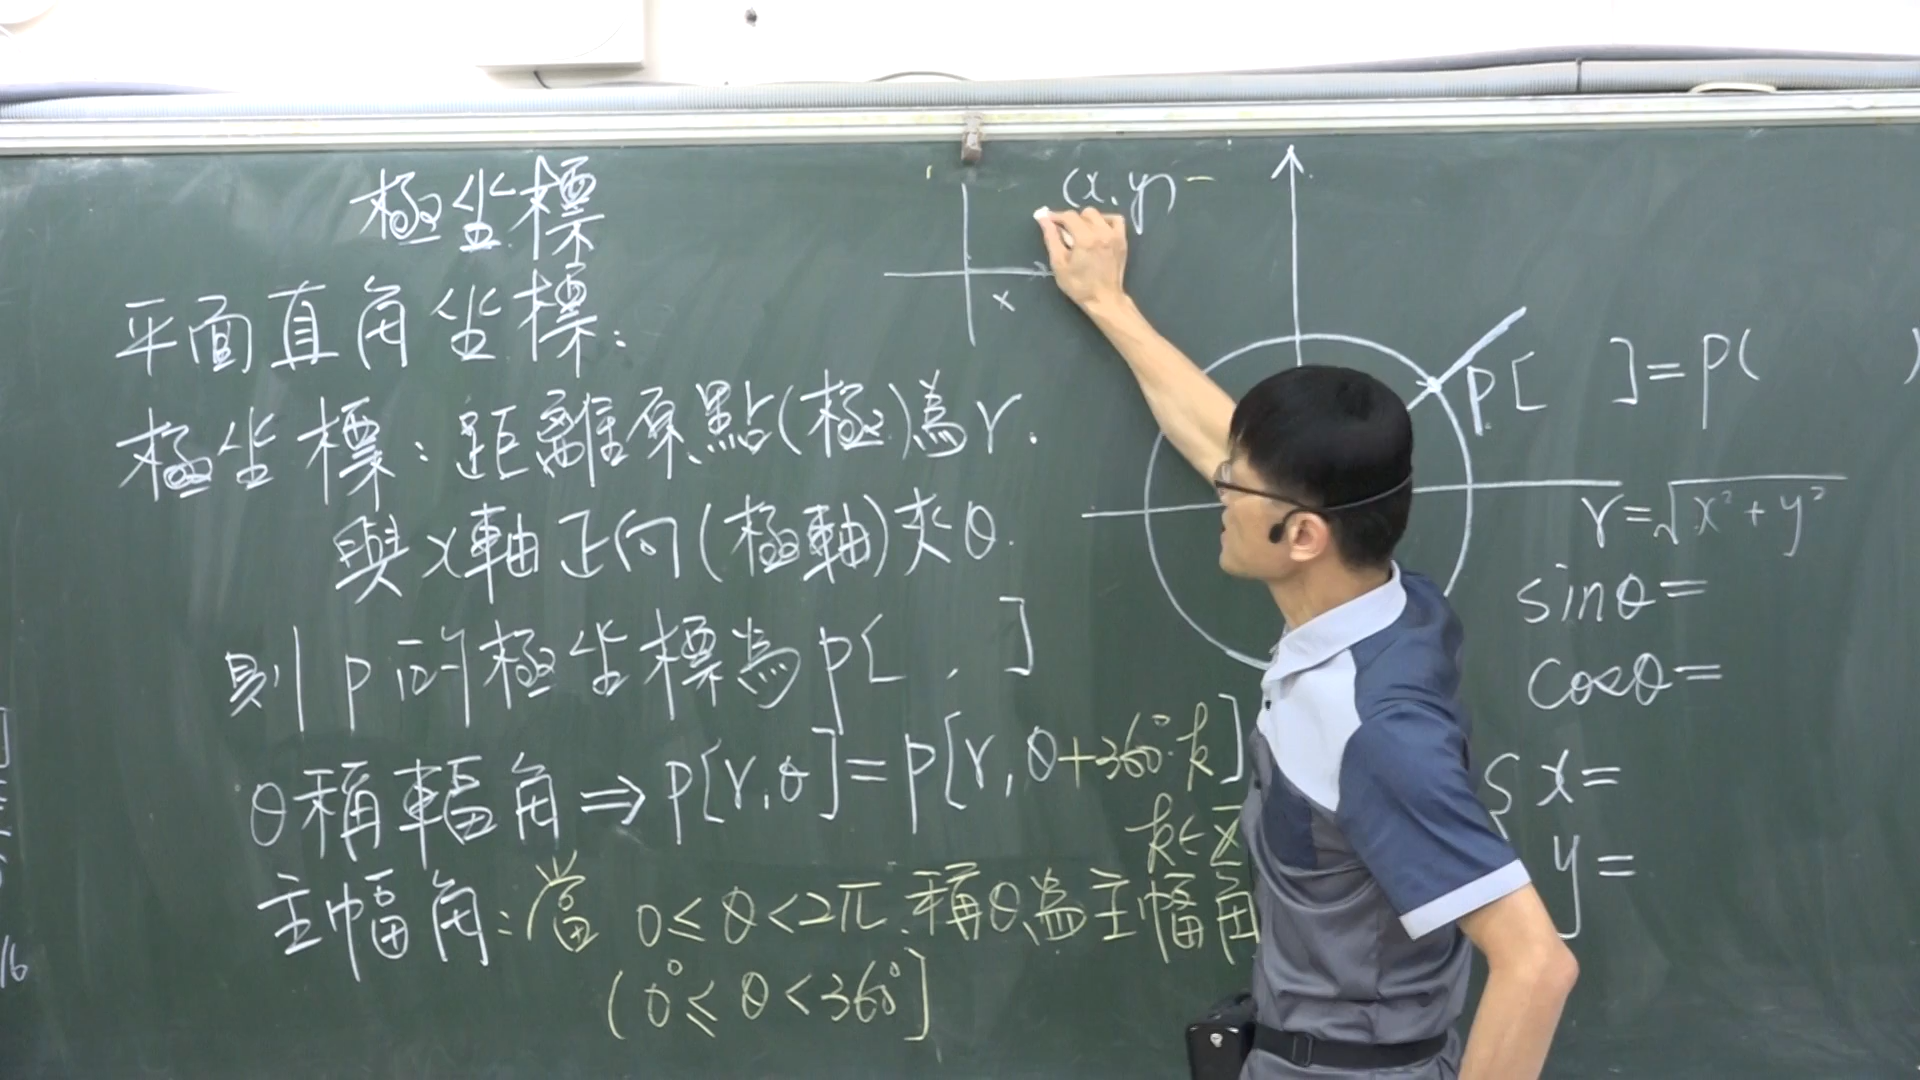 極坐標
平面直角坐標:
極坐標:距離原點(極)為r.
與x軸正向(極軸)夾θ.
則P的極坐標為P[ , ]
θ稱輻角⇒P[r,θ]=P[r,θ+360°·k]
k∈Z
主幅角:當 0≤θ<2π.稱θ為主幅角
(0°≤θ<360°]
(x,y)
x
P[ ]=P( )
r=√x²+y²
sinθ=
cosθ=
x=
y=
16